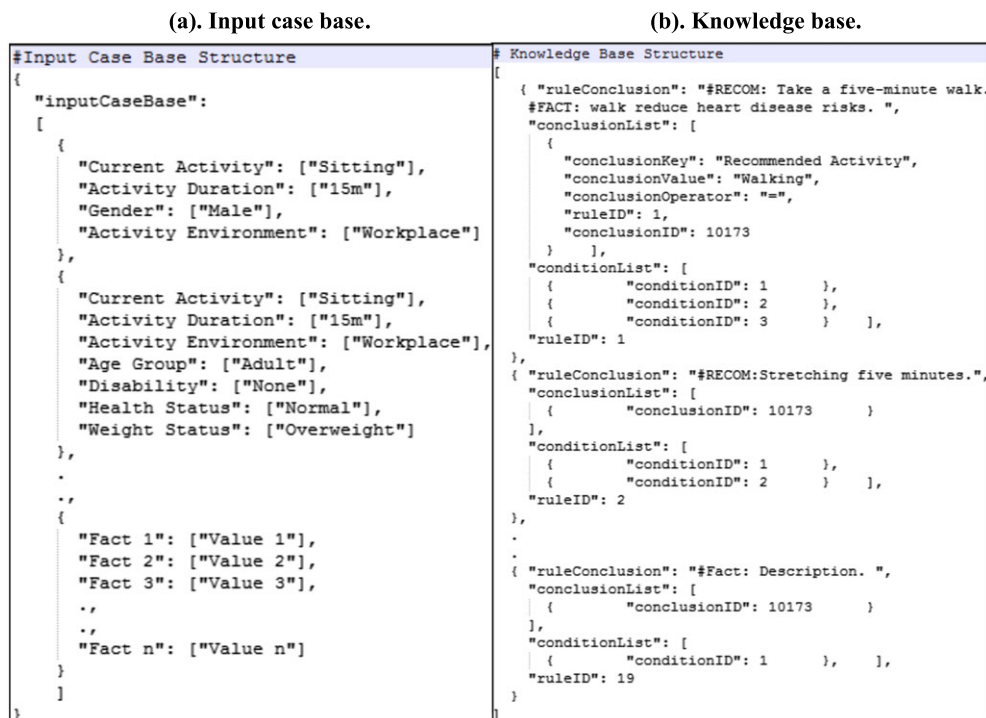 (a). Input case base.
#Input Case Base Structure
{
"inputCaseBase":
[
{
"Current Activity": ["Sitting"],
"Activity Duration": ["15m"],
"Gender": ["Male"],
"Activity Environment": ["Workplace"]
},
{
"Current Activity": ["Sitting"],
"Activity Duration": ["15m"],
"Activity Environment": ["Workplace"],
"Age Group": ["Adult"],
"Disability": ["None"],
"Health Status": ["Normal"],
"Weight Status": ["Overweight"]
},
.
.,
{
"Fact 1": ["Value 1"],
"Fact 2": ["Value 2"],
"Fact 3": ["Value 3"],
.,
.,
"Fact n": ["Value n"]
}
]
}
(b). Knowledge base.
# Knowledge Base Structure
[
{ "ruleConclusion": "#RECOM: Take a five-minute walk.
#FACT: walk reduce heart disease risks. ",
"conclusionList": [
{
"conclusionKey": "Recommended Activity",
"conclusionValue": "Walking",
"conclusionOperator": "=",
"ruleID": 1,
"conclusionID": 10173
} ],
"conditionList": [
{ "conditionID": 1 },
{ "conditionID": 2 },
{ "conditionID": 3 } ],
"ruleID": 1
},
{ "ruleConclusion": "#RECOM:Stretching five minutes.",
"conclusionList": [
{ "conclusionID": 10173 }
],
"conditionList": [
{ "conditionID": 1 },
{ "conditionID": 2 } ],
"ruleID": 2
},
.
.
{ "ruleConclusion": "#Fact: Description. ",
"conclusionList": [
{ "conclusionID": 10173 }
],
"conditionList": [
{ "conditionID": 1 }, ],
"ruleID": 19
}
]